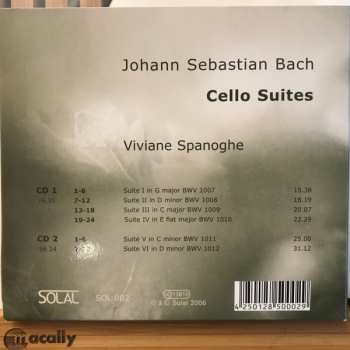 Johann Sebastian Bach
Cello Suites
Viviane Spanoghe
CD 1 1-6 Suite I in G major BWV 1007 15.38
7-12 Suite II in D minor BWV 1008 18.19
13-18 Suite III in C major BWV 1009 20.07
19-24 Suite IV in E flat major BWV 1010 22.29
CD 2 1-6 Suite V in C minor BWV 1011 25.08
7-12 Suite VI in D minor BWV 1012 31.12
SOLAL SOL 002
℗ & © Solal 2006
4 250128 500029
acally